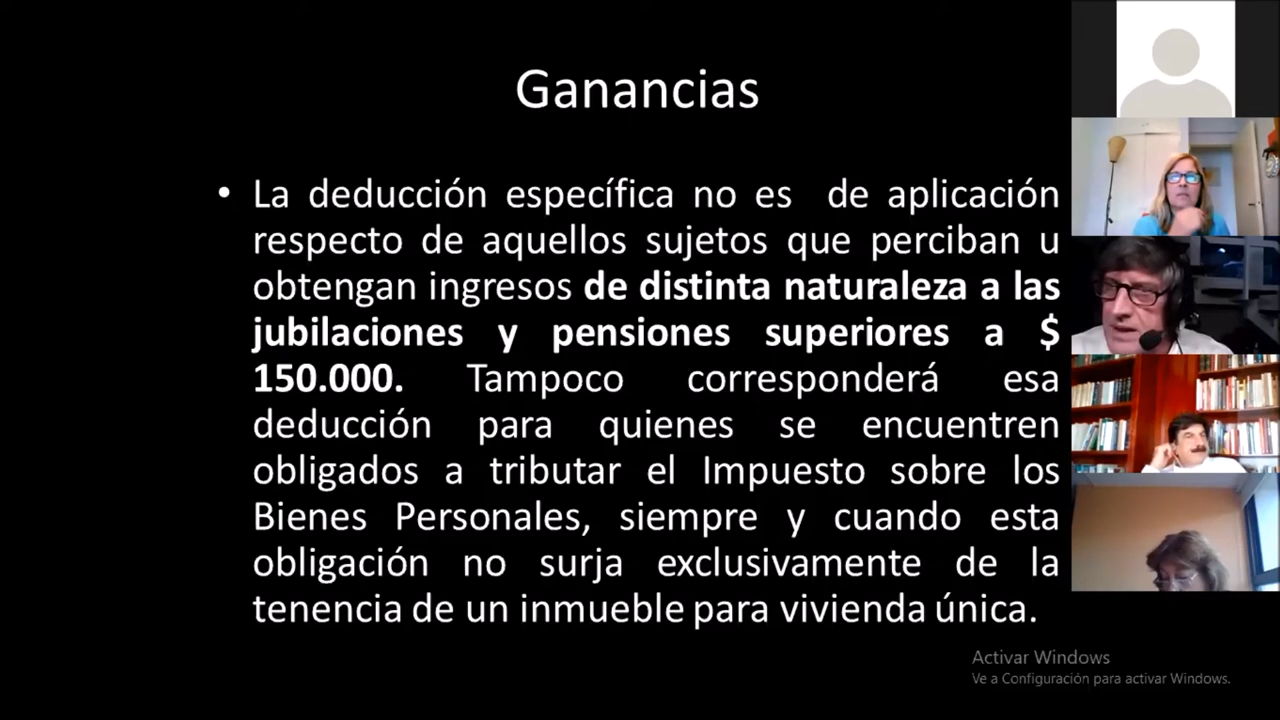 Ganancias
• La deducción específica no es de aplicación
respecto de aquellos sujetos que perciban u
obtengan ingresos de distinta naturaleza a las
jubilaciones y pensiones superiores a $
150.000. Tampoco corresponderá esa
deducción para quienes se encuentren
obligados a tributar el Impuesto sobre los
Bienes Personales, siempre y cuando esta
obligación no surja exclusivamente de la
tenencia de un inmueble para vivienda única.
Activar Windows
Ve a Configuración para activar Windows.